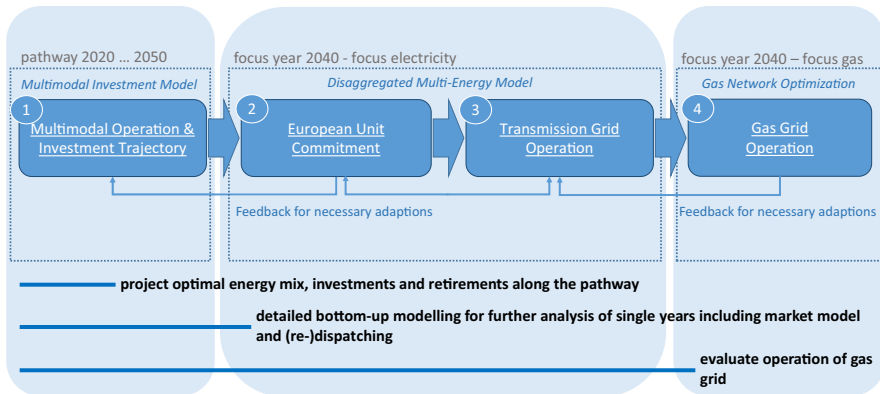 pathway 2020 ... 2050
focus year 2040 - focus electricity
focus year 2040 – focus gas
Multimodal Investment Model
Disaggregated Multi-Energy Model
Gas Network Optimization
1
Multimodal Operation &
Investment Trajectory
2
European Unit
Commitment
3
Transmission Grid
Operation
4
Gas Grid
Operation
Feedback for necessary adaptions
Feedback for necessary adaptions
project optimal energy mix, investments and retirements along the pathway
detailed bottom-up modelling for further analysis of single years including market model
and (re-)dispatching
evaluate operation of gas
grid